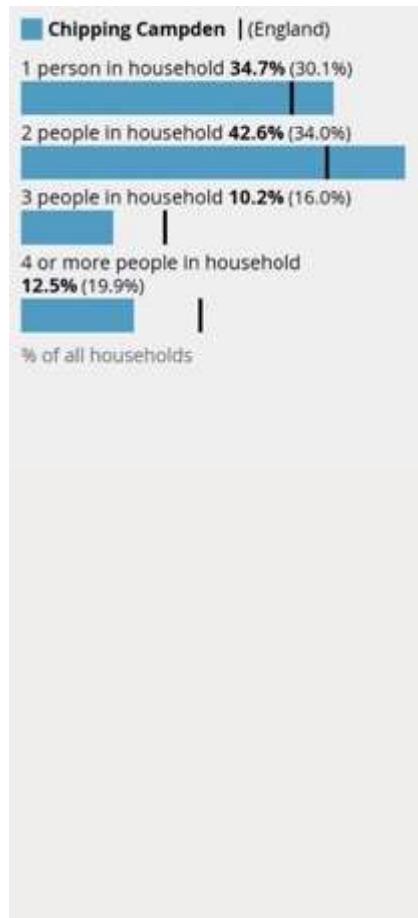 Chipping Campden (England)
1 person in household 34.7% (30.1%)
2 people in household 42.6% (34.0%)
3 people in household 10.2% (16.0%)
4 or more people in household
12.5% (19.9%)
% of all households